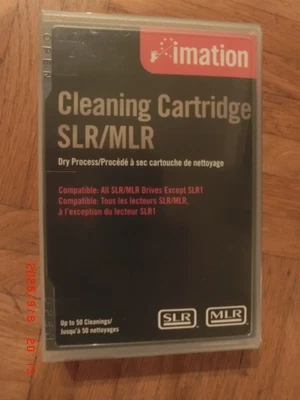 imation
Cleaning Cartridge
SLR/MLR
Dry Process/Procédé à sec cartouche de nettoyage
Compatible: All SLR/MLR Drives Except SLR1
Compatible: Tous les lecteurs SLR/MLR,
à l'exception du lecteur SLR1
Up to 50 Cleanings/
Jusqu'à 50 nettoyages
SLR
MLR
OPEN